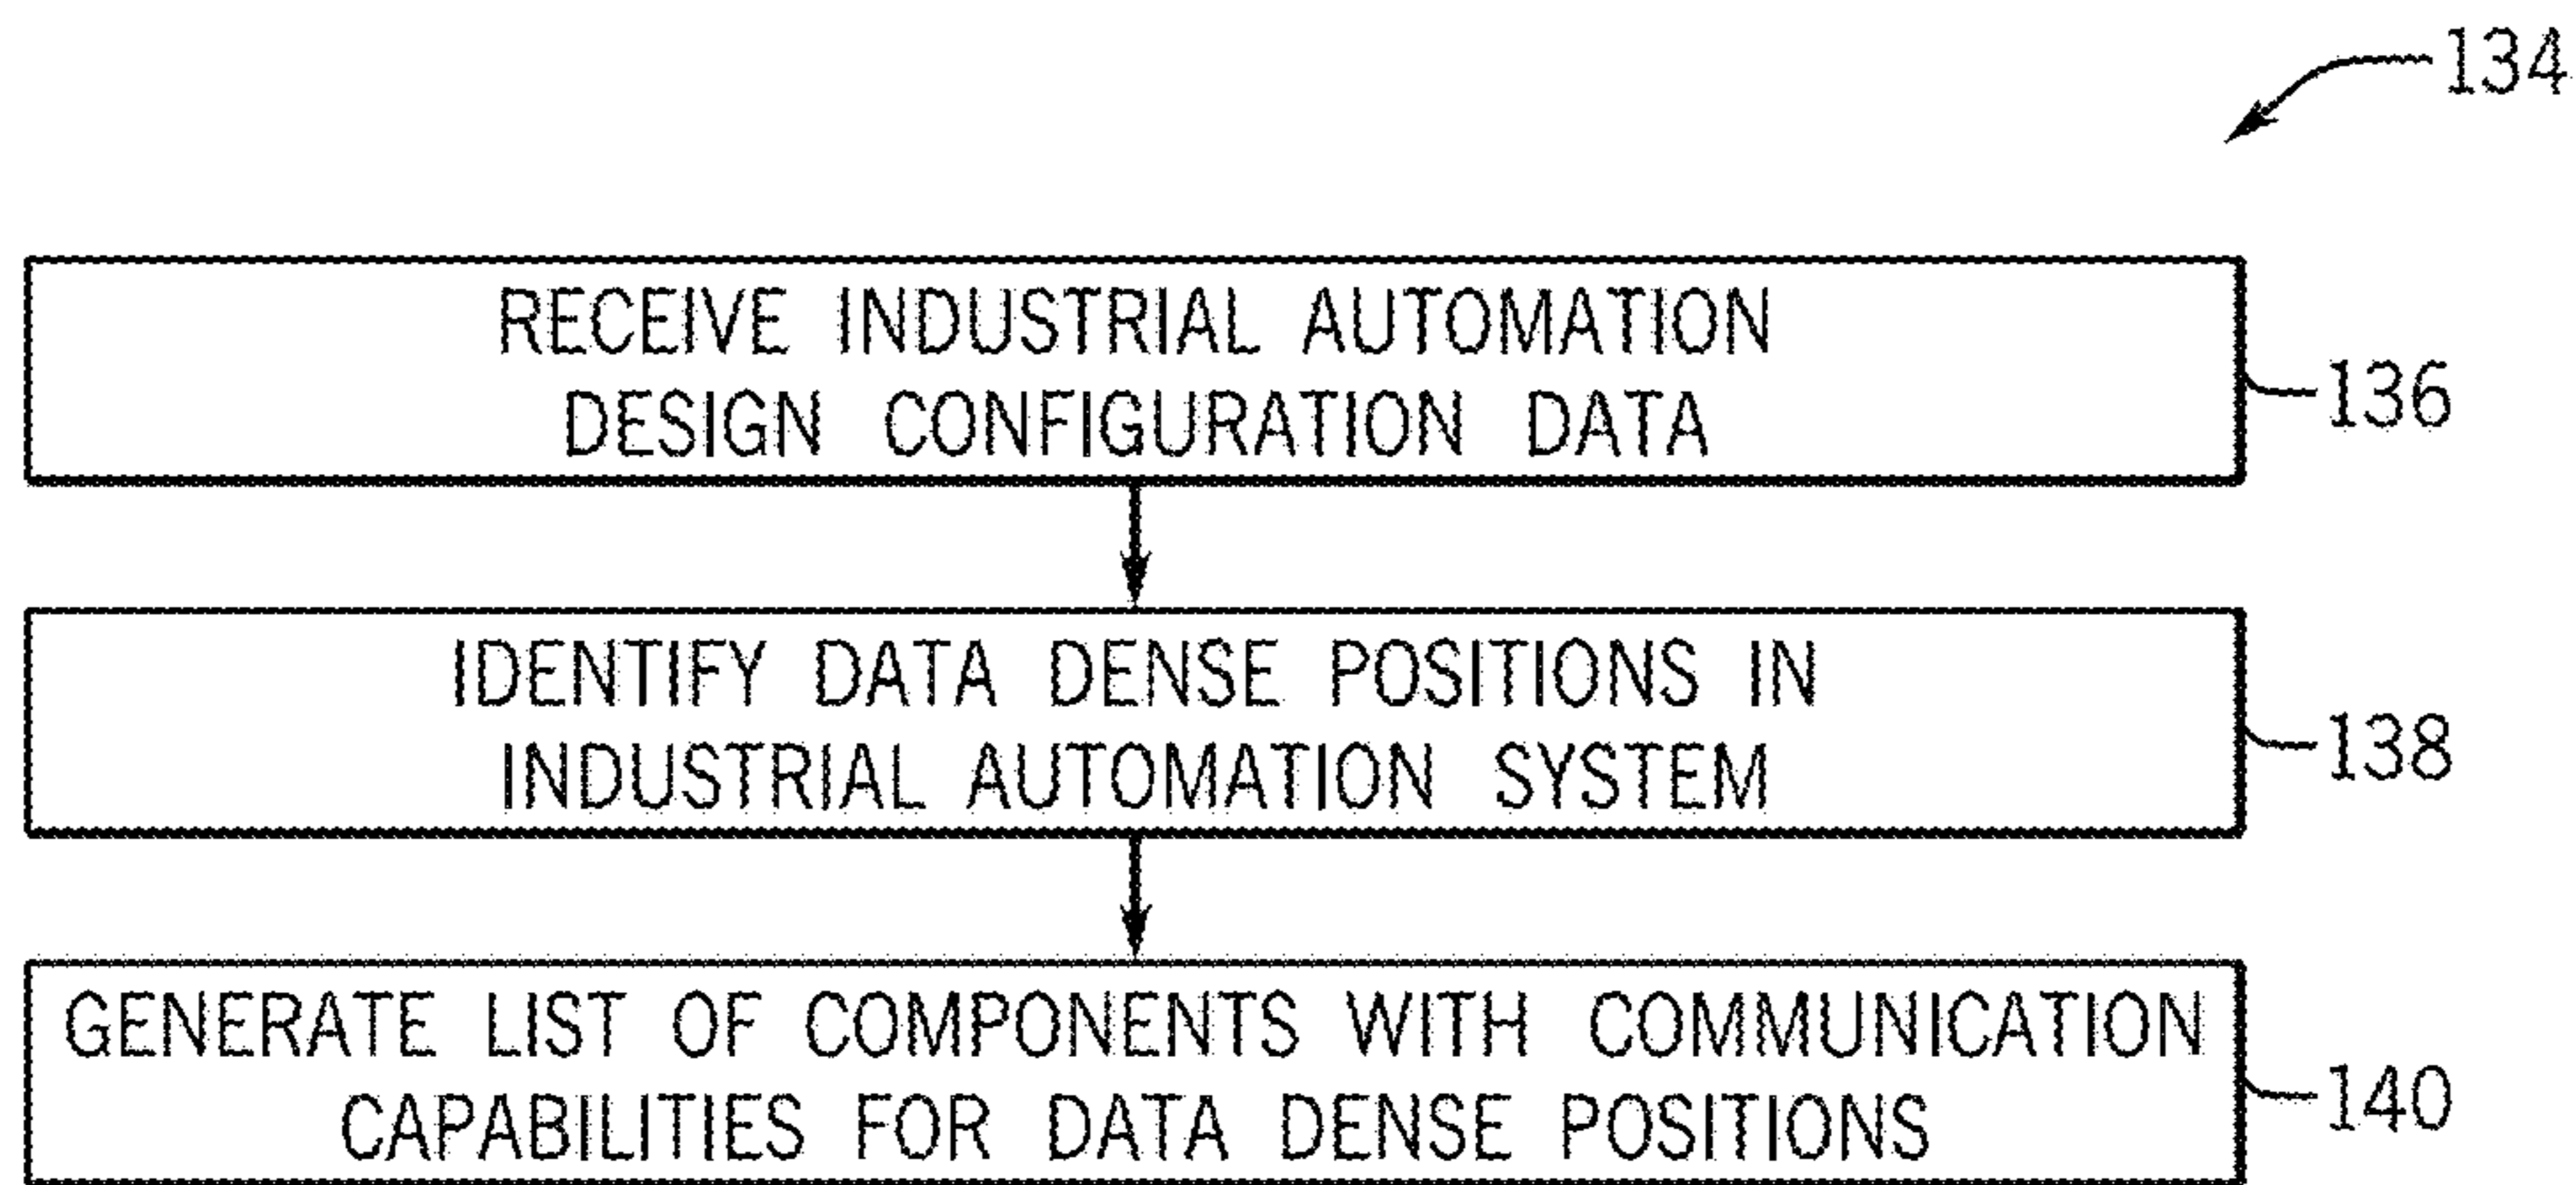 134
RECEIVE INDUSTRIAL AUTOMATION
DESIGN CONFIGURATION DATA
136
IDENTIFY DATA DENSE POSITIONS IN
INDUSTRIAL AUTOMATION SYSTEM
138
GENERATE LIST OF COMPONENTS WITH COMMUNICATION
CAPABILITIES FOR DATA DENSE POSITIONS
140